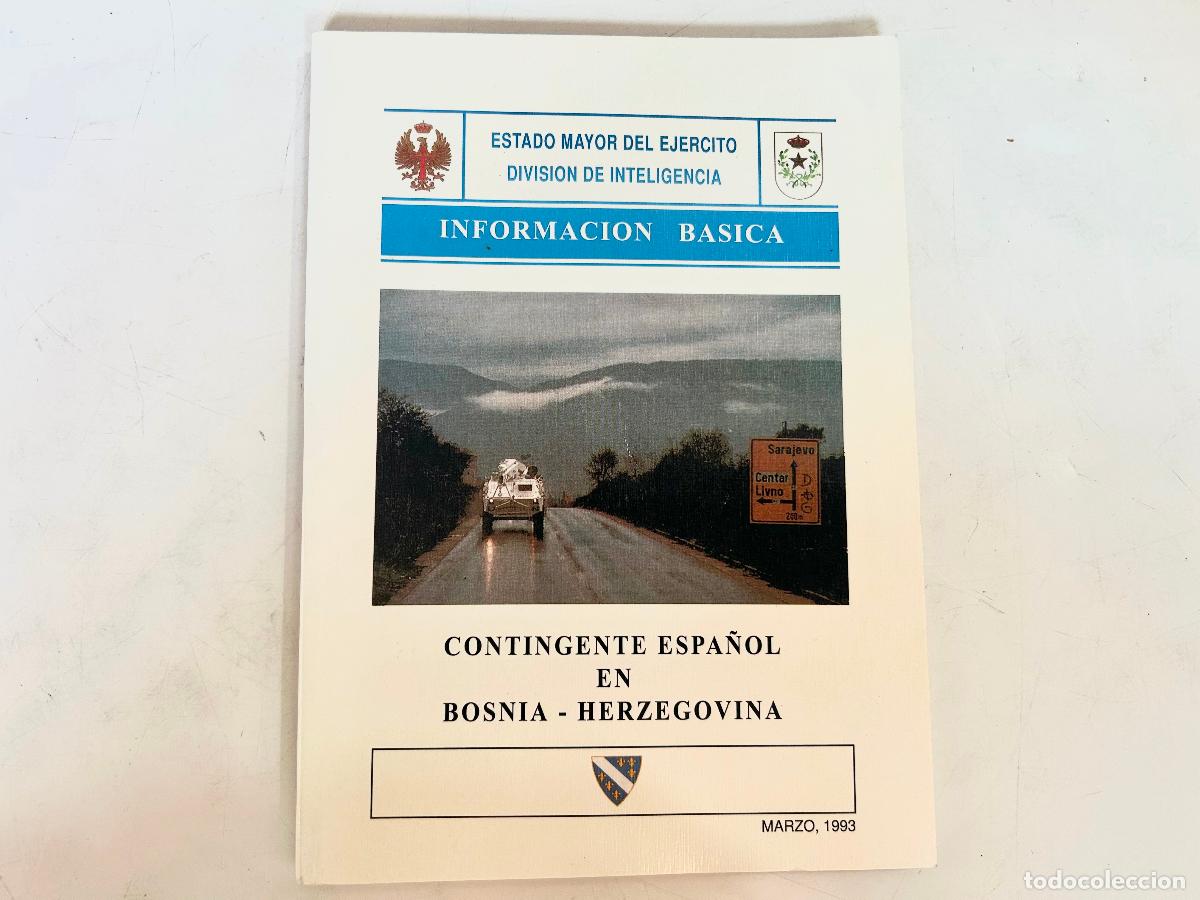 ESTADO MAYOR DEL EJERCITO
DIVISION DE INTELIGENCIA
INFORMACION BASICA
Sarajevo
Centar
Livno
200m
CONTINGENTE ESPAÑOL
EN
BOSNIA - HERZEGOVINA
MARZO, 1993
todocoleccion